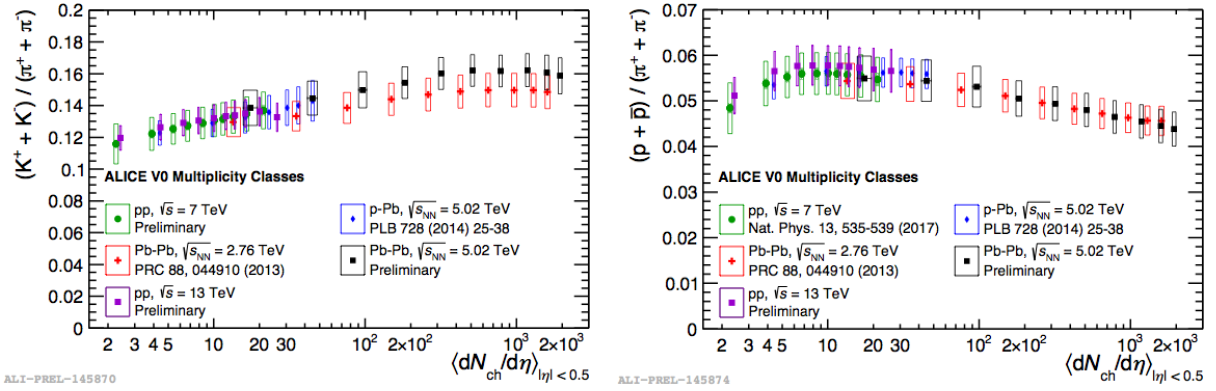 (K⁺ + K⁻) / (π⁺ + π⁻)
0.2
0.18
0.16
0.14
0.12
0.1
0.08
0.06
0.04
0.02
0
ALICE V0 Multiplicity Classes
pp, √s = 7 TeV
Preliminary
Pb-Pb, √sNN = 2.76 TeV
PRC 88, 044910 (2013)
pp, √s = 13 TeV
Preliminary
p-Pb, √sNN = 5.02 TeV
PLB 728 (2014) 25-38
Pb-Pb, √sNN = 5.02 TeV
Preliminary
2 3 4 5 10 20 30 10² 2×10² 10³ 2×10³
⟨dNch/dη⟩|η| < 0.5
ALI-PREL-145870
(p + p̅) / (π⁺ + π⁻)
0.07
0.06
0.05
0.04
0.03
0.02
0.01
0
ALICE V0 Multiplicity Classes
pp, √s = 7 TeV
Nat. Phys. 13, 535-539 (2017)
Pb-Pb, √sNN = 2.76 TeV
PRC 88, 044910 (2013)
pp, √s = 13 TeV
Preliminary
p-Pb, √sNN = 5.02 TeV
PLB 728 (2014) 25-38
Pb-Pb, √sNN = 5.02 TeV
Preliminary
2 3 4 5 10 20 30 10² 2×10² 10³ 2×10³
⟨dNch/dη⟩|η| < 0.5
ALI-PREL-145874